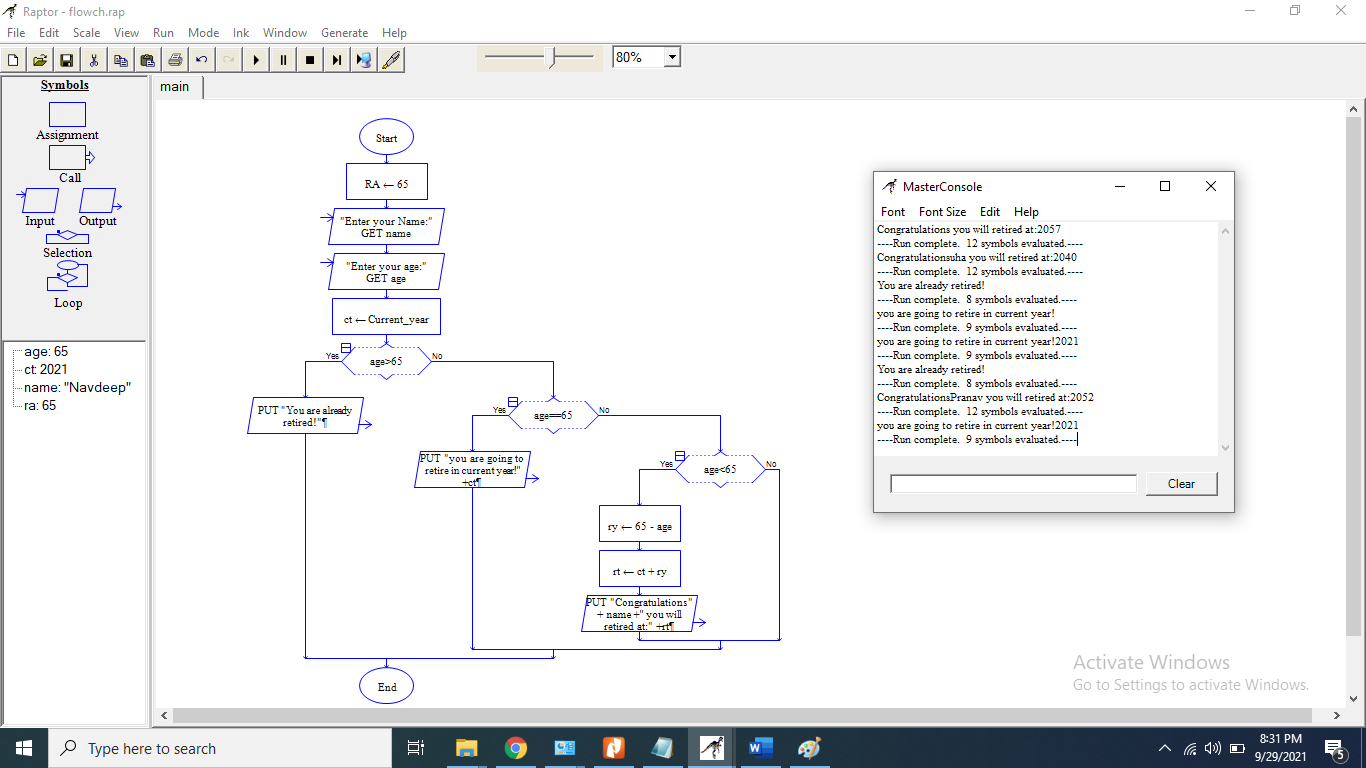 Raptor - flowch.rap
File Edit Scale View Run Mode Ink Window Generate Help
80%
Symbols
Assignment
Call
Input Output
Selection
Loop
age: 65
ct: 2021
name: "Navdeep"
ra: 65
main
Start
RA ← 65
"Enter your Name:"
GET name
"Enter your age:"
GET age
ct ← Current_year
Yes age>65 No
PUT "You are already
retired!"¶
Yes age==65 No
PUT "you are going to
retire in current year!"
+ct¶
Yes age<65 No
ry ← 65 - age
rt ← ct + ry
PUT "Congratulations"
+ name +" you will
retired at:" +rt¶
End
MasterConsole
Font Font Size Edit Help
Congratulations you will retired at:2057
----Run complete. 12 symbols evaluated.----
Congratulationsuha you will retired at:2040
----Run complete. 12 symbols evaluated.----
You are already retired!
----Run complete. 8 symbols evaluated.----
you are going to retire in current year!
----Run complete. 9 symbols evaluated.----
you are going to retire in current year!2021
----Run complete. 9 symbols evaluated.----
You are already retired!
----Run complete. 8 symbols evaluated.----
CongratulationsPranav you will retired at:2052
----Run complete. 12 symbols evaluated.----
you are going to retire in current year!2021
----Run complete. 9 symbols evaluated.----
Clear
Activate Windows
Go to Settings to activate Windows.
Type here to search
8:31 PM
9/29/2021
5